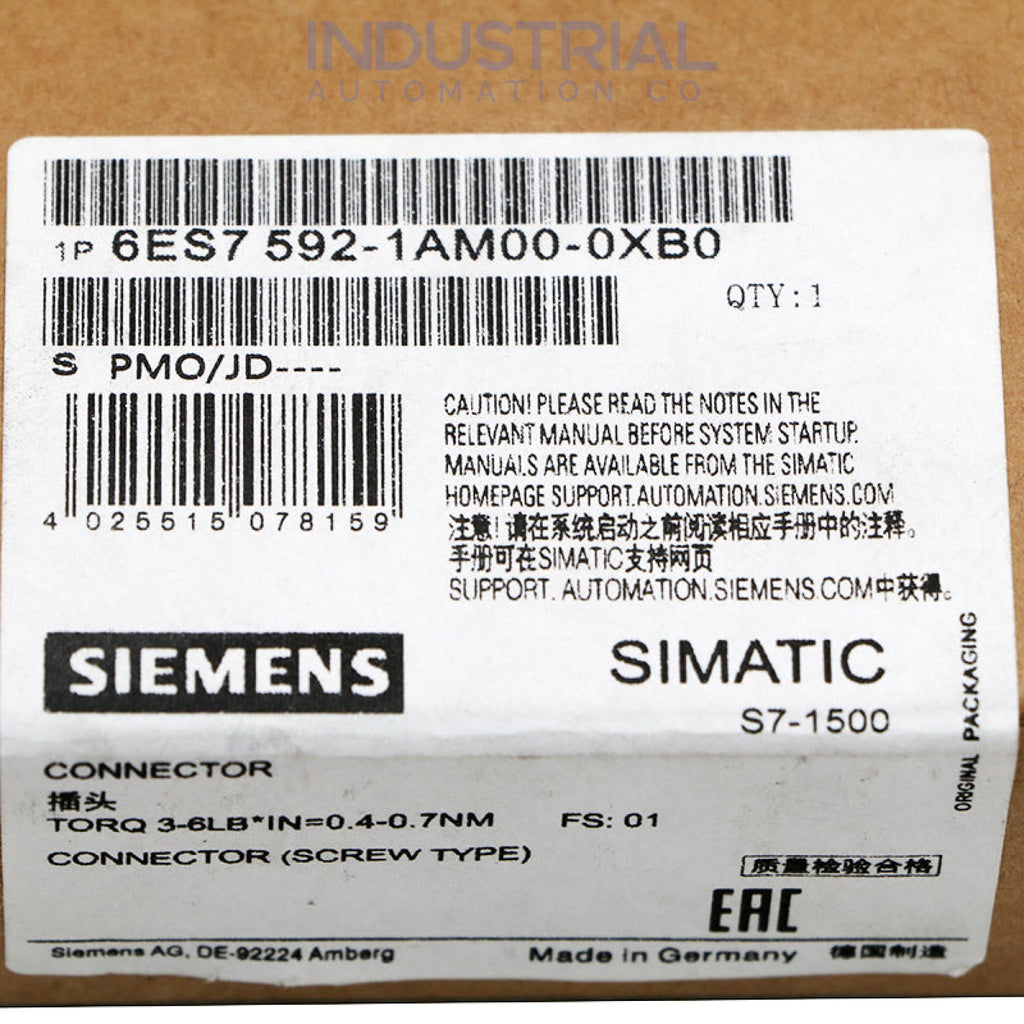 INDUSTRIAL
AUTOMATION CO
1P 6ES7 592-1AM00-0XB0
QTY:1
S PMO/JD----
4 025515 078159
CAUTION! PLEASE READ THE NOTES IN THE
RELEVANT MANUAL BEFORE SYSTEM STARTUP.
MANUALS ARE AVAILABLE FROM THE SIMATIC
HOMEPAGE SUPPORT.AUTOMATION.SIEMENS.COM
注意!请在系统启动之前阅读相应手册中的注释。
手册可在SIMATIC支持网页
SUPPORT. AUTOMATION.SIEMENS.COM中获得。
SIEMENS
SIMATIC
S7-1500
ORIGINAL PACKAGING
CONNECTOR
插头
TORQ 3-6LB*IN=0.4-0.7NM FS: 01
CONNECTOR (SCREW TYPE)
质量检验合格
EAC
Siemens AG, DE-92224 Amberg Made in Germany 德国制造